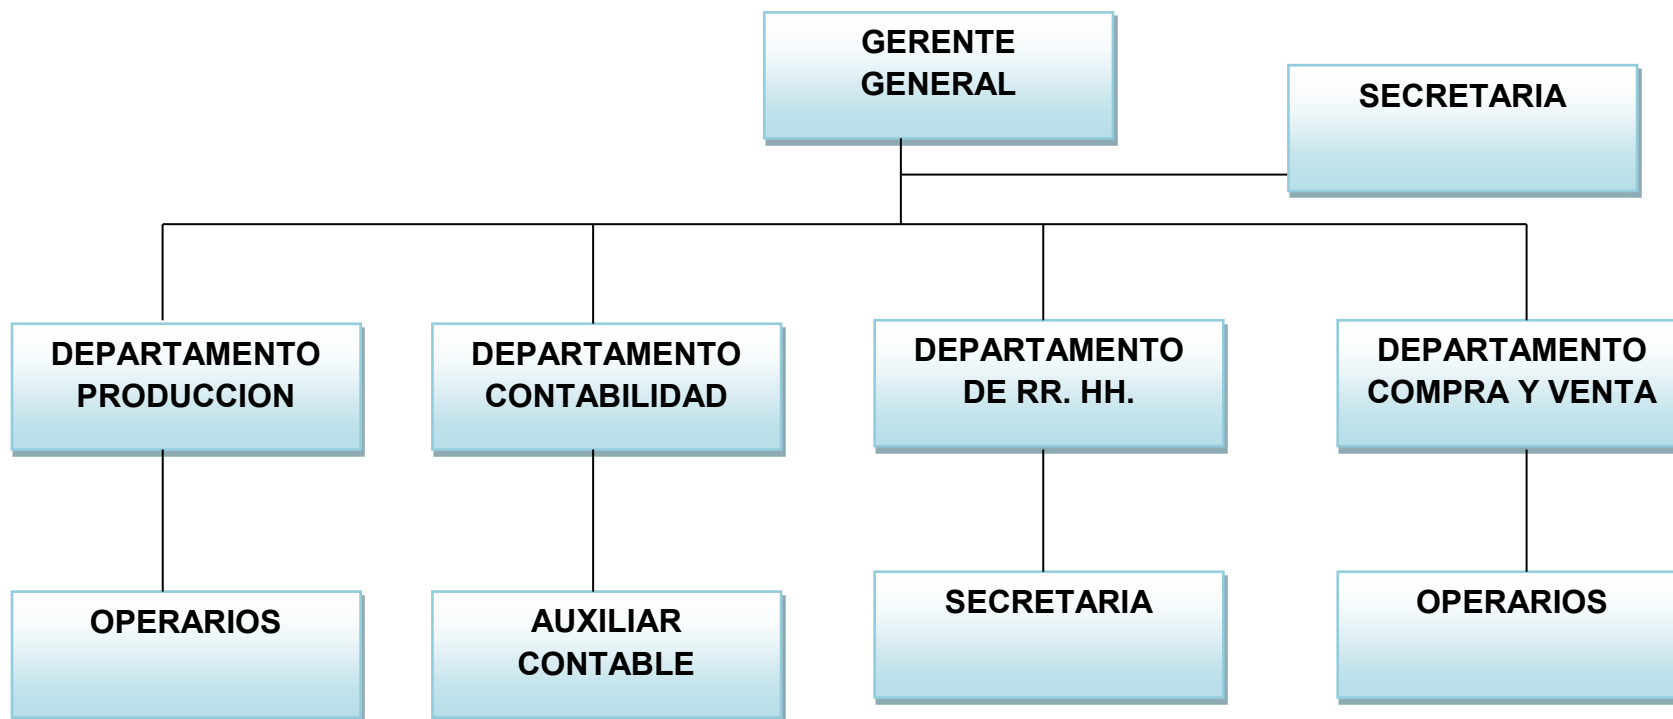 GERENTE
GENERAL
SECRETARIA
DEPARTAMENTO
PRODUCCION
DEPARTAMENTO
CONTABILIDAD
DEPARTAMENTO
DE RR. HH.
DEPARTAMENTO
COMPRA Y VENTA
OPERARIOS
AUXILIAR
CONTABLE
SECRETARIA
OPERARIOS